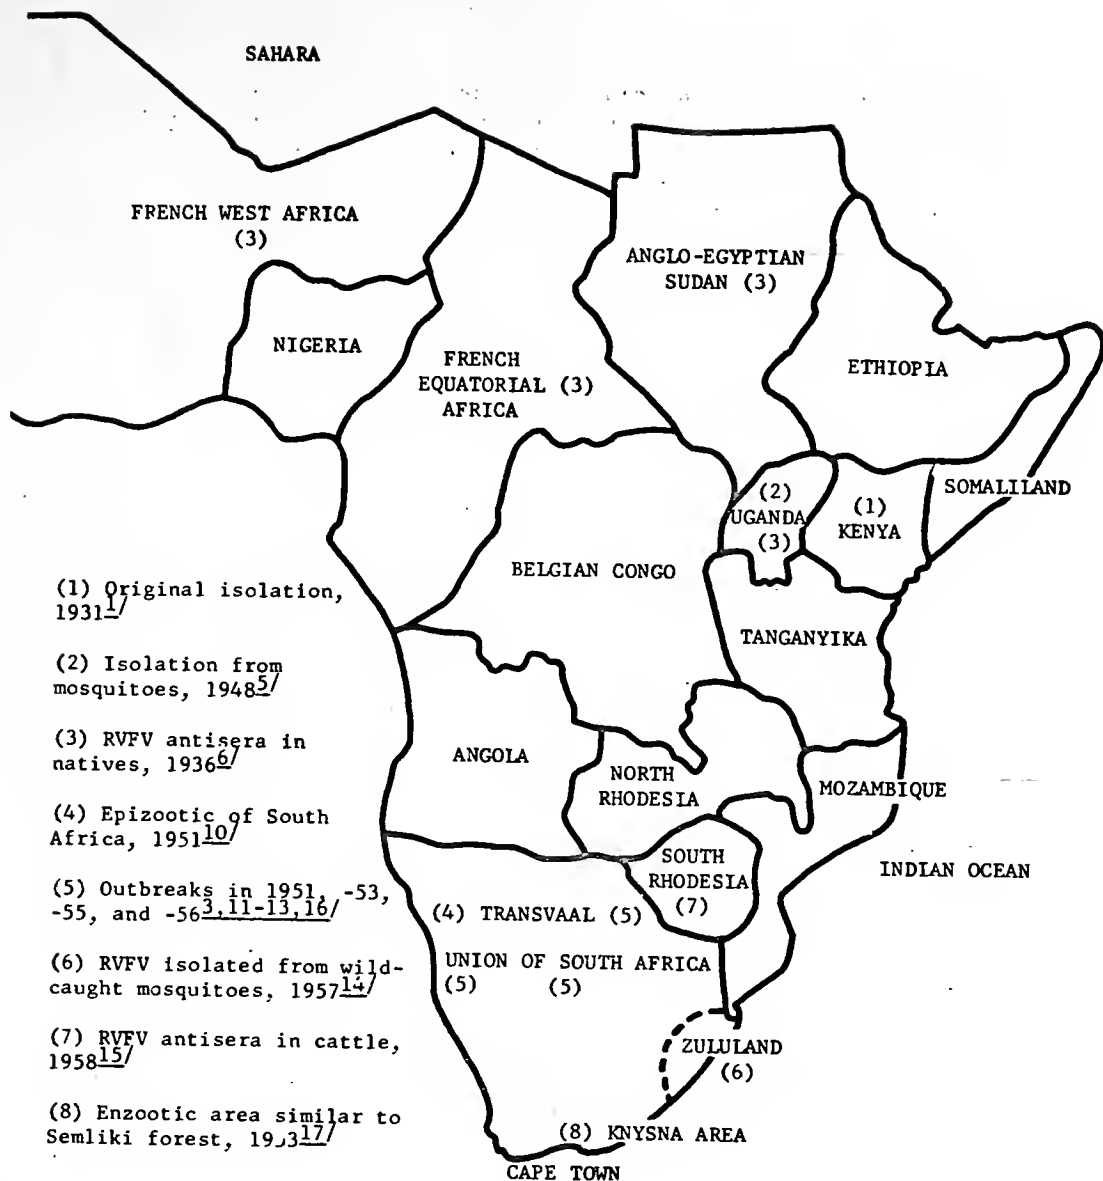 SAHARA
FRENCH WEST AFRICA
(3)
ANGLO-EGYPTIAN
SUDAN (3)
NIGERIA
FRENCH
EQUATORIAL (3)
AFRICA
ETHIOPIA
SOMALILAND
(2)
UGANDA
(3)
(1)
KENYA
BELGIAN CONGO
TANGANYIKA
ANGOLA
NORTH
RHODESIA
MOZAMBIQUE
SOUTH
RHODESIA
(7)
INDIAN OCEAN
(4) TRANSVAAL (5)
UNION OF SOUTH AFRICA
(5) (5)
ZULULAND
(6)
(8) KNYSNA AREA
CAPE TOWN
(1) Original isolation,
1931 1/
(2) Isolation from
mosquitoes, 1948 5/
(3) RVFV antisera in
natives, 1936 6/
(4) Epizootic of South
Africa, 1951 10/
(5) Outbreaks in 1951, -53,
-55, and -56 3,11-13,16/
(6) RVFV isolated from wild-
caught mosquitoes, 1957 14/
(7) RVFV antisera in cattle,
1958 15/
(8) Enzootic area similar to
Semliki forest, 17/